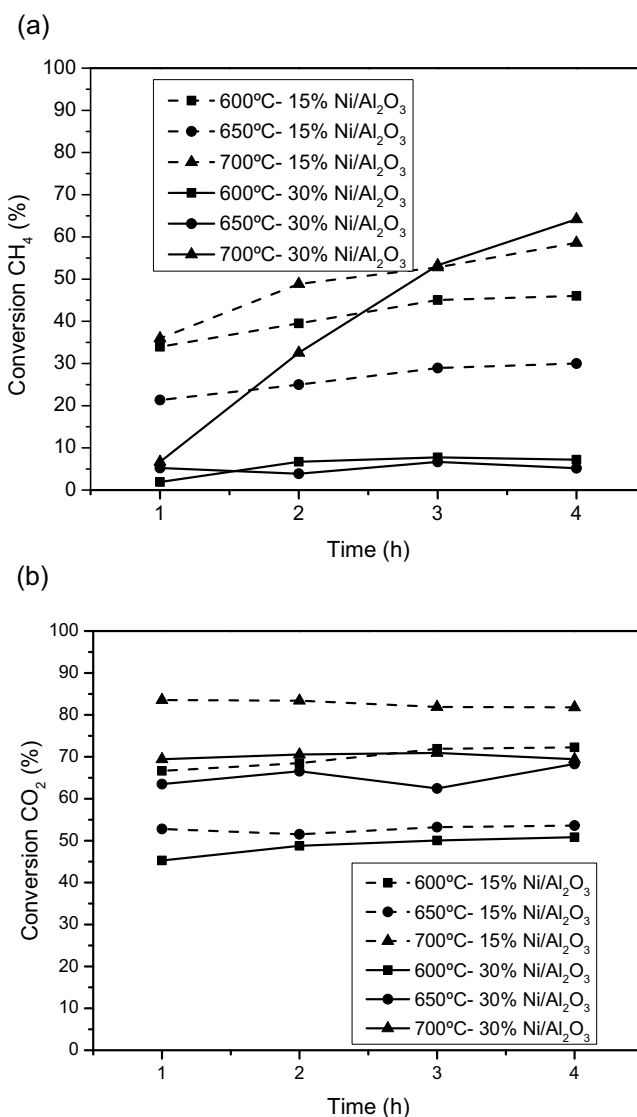 (a)
100
90
80
70
60
50
40
30
20
10
0
Conversion CH₄ (%)
600ºC- 15% Ni/Al₂O₃
650ºC- 15% Ni/Al₂O₃
700ºC- 15% Ni/Al₂O₃
600ºC- 30% Ni/Al₂O₃
650ºC- 30% Ni/Al₂O₃
700ºC- 30% Ni/Al₂O₃
1 2 3 4
Time (h)
(b)
100
90
80
70
60
50
40
30
20
10
0
Conversion CO₂ (%)
600ºC- 15% Ni/Al₂O₃
650ºC- 15% Ni/Al₂O₃
700ºC- 15% Ni/Al₂O₃
600ºC- 30% Ni/Al₂O₃
650ºC- 30% Ni/Al₂O₃
700ºC- 30% Ni/Al₂O₃
1 2 3 4
Time (h)